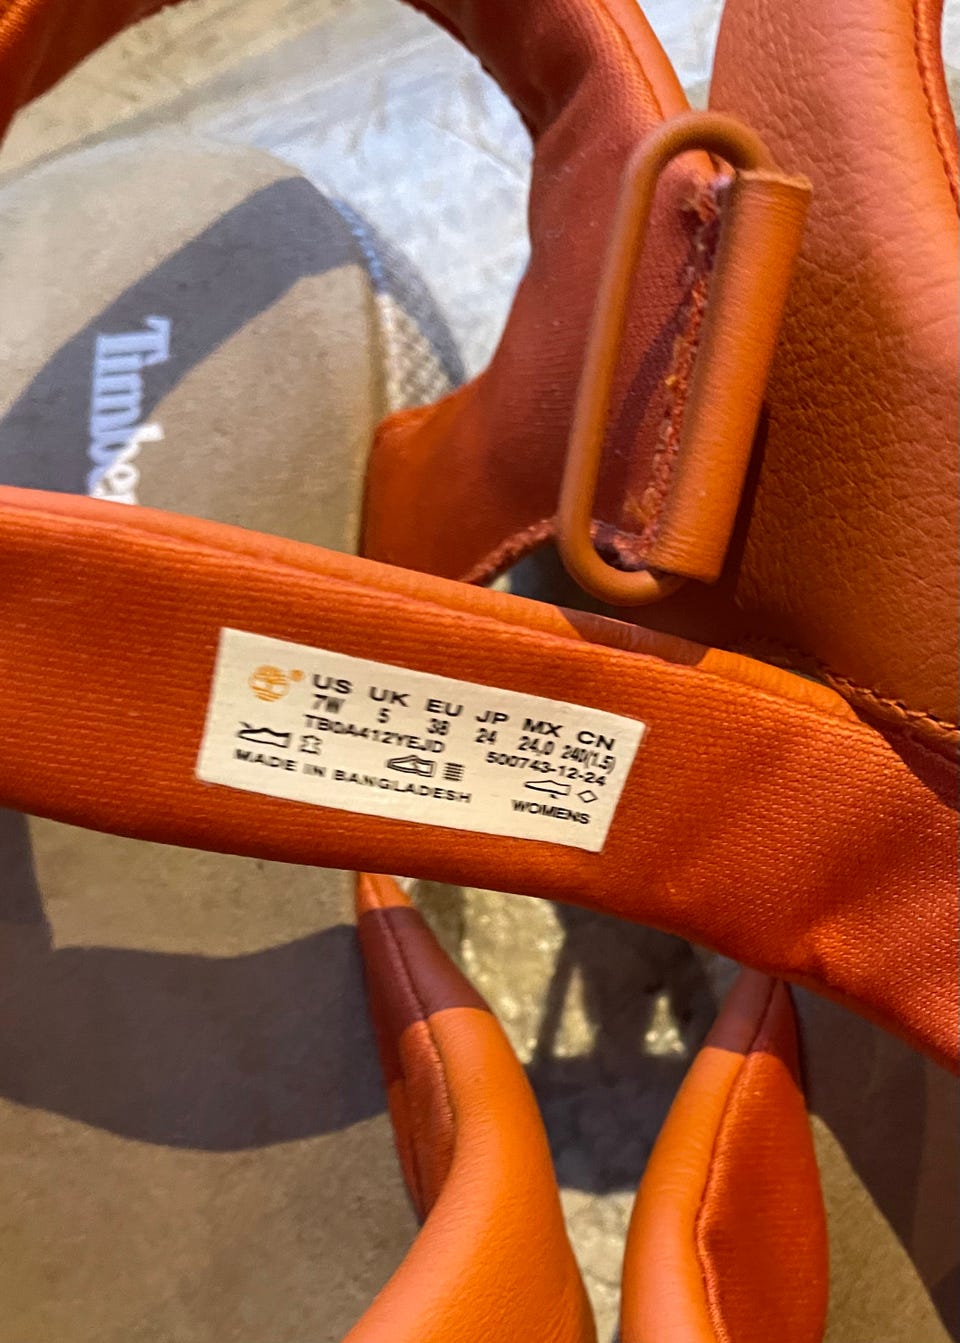 Timber
US UK EU JP MX CN
7W 5 38 24 24.0 240(1.5)
TB0A412YEJD 500743-12-24
MADE IN BANGLADESH WOMENS